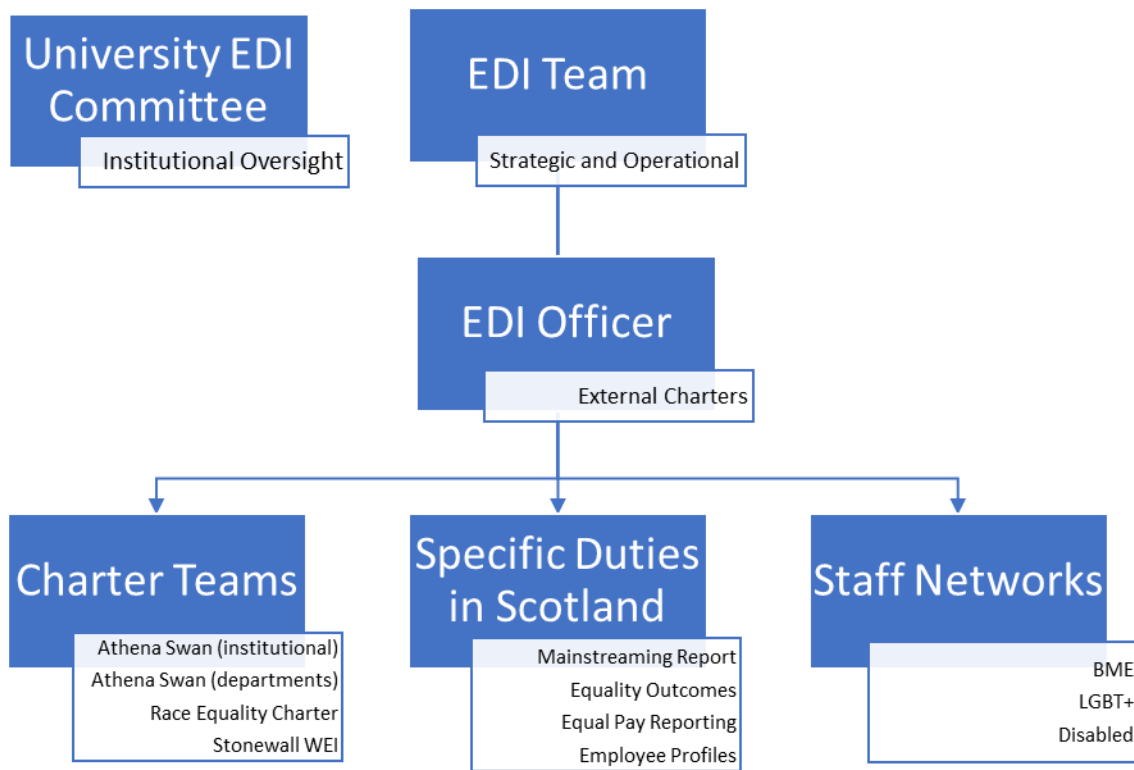 University EDI
Committee
Institutional Oversight
EDI Team
Strategic and Operational
EDI Officer
External Charters
Charter Teams
Athena Swan (institutional)
Athena Swan (departments)
Race Equality Charter
Stonewall WEI
Specific Duties
in Scotland
Mainstreaming Report
Equality Outcomes
Equal Pay Reporting
Employee Profiles
Staff Networks
BME
LGBT+
Disabled